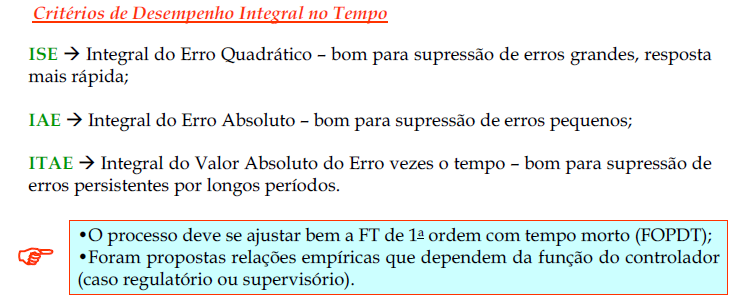 Critérios de Desempenho Integral no Tempo
ISE → Integral do Erro Quadrático – bom para supressão de erros grandes, resposta
mais rápida;
IAE → Integral do Erro Absoluto – bom para supressão de erros pequenos;
ITAE → Integral do Valor Absoluto do Erro vezes o tempo – bom para supressão de
erros persistentes por longos períodos.
•O processo deve se ajustar bem a FT de 1ª ordem com tempo morto (FOPDT);
•Foram propostas relações empíricas que dependem da função do controlador
(caso regulatório ou supervisório).